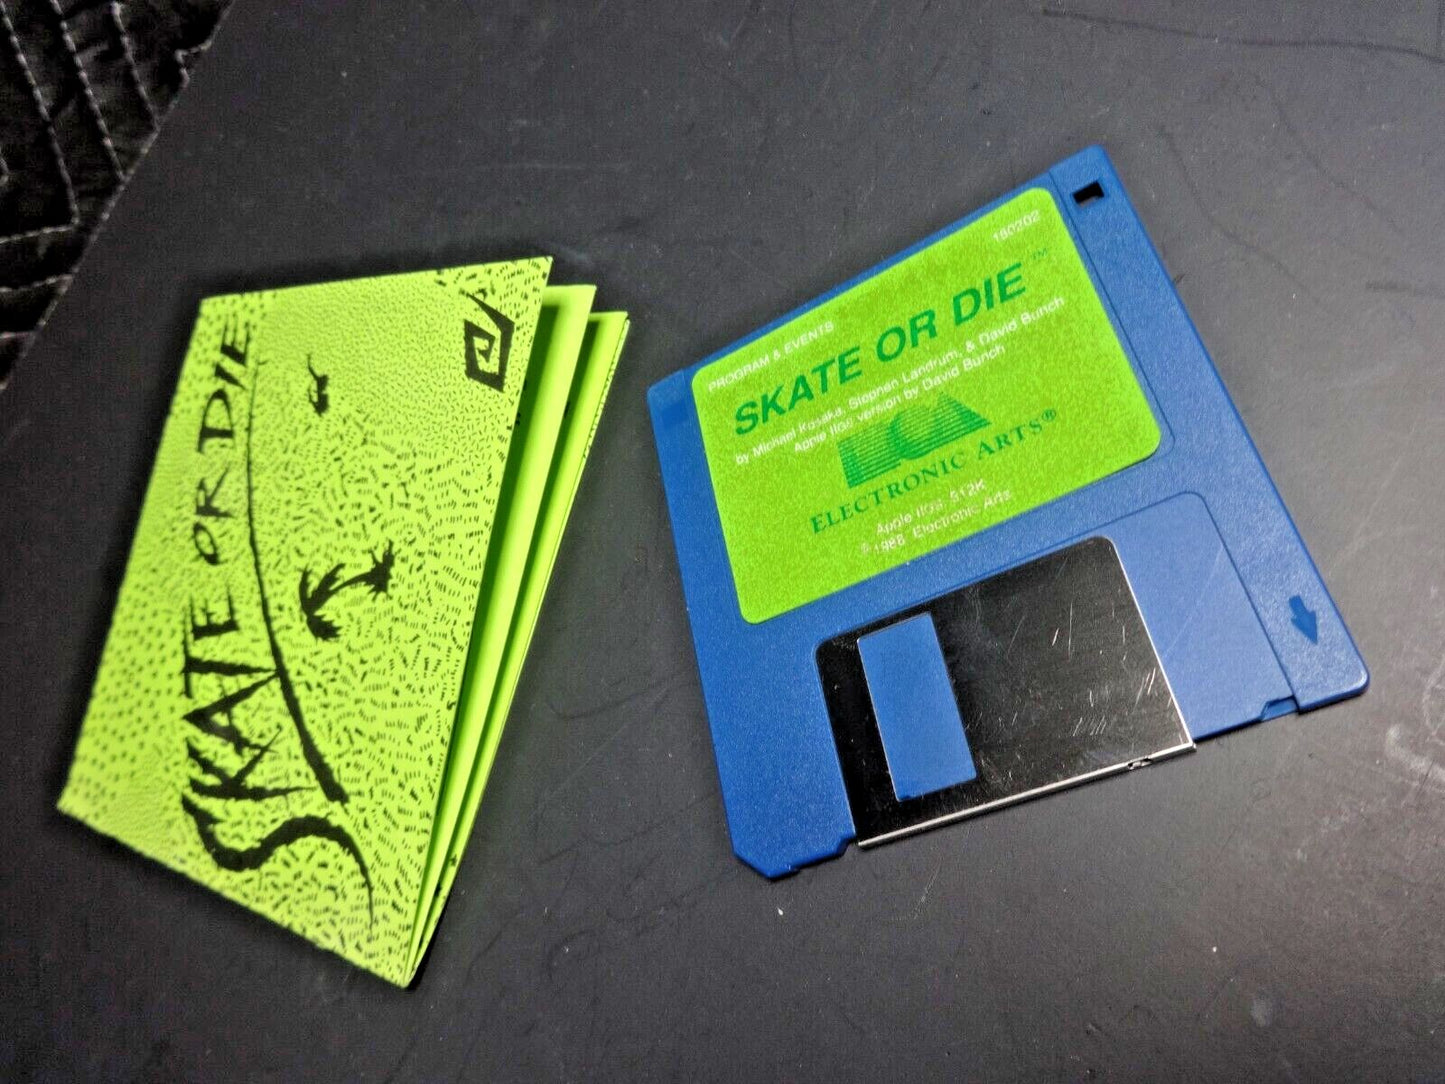 SKATE OR DIE
180202
PROGRAM & EVENTS
SKATE OR DIE™
by Michael Kosaka, Stephen Landrum, & David Bunch
Apple IIGS version by David Bunch
ELECTRONIC ARTS®
Apple IIGS 512K
© 1988 Electronic Arts